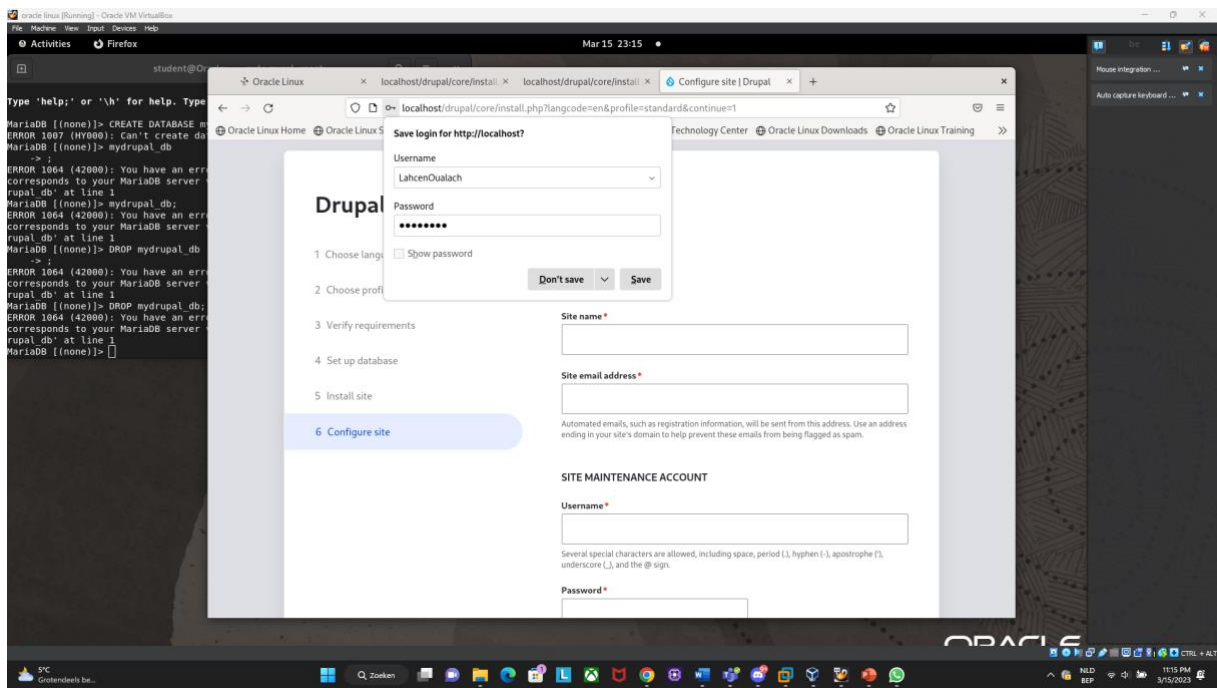 oracle linux [Running] - Oracle VM VirtualBox
File Machine View Input Devices Help
Activities Firefox Mar 15 23:15
student@Or
Type 'help;' or '\h' for help. Type
MariaDB [(none)]> CREATE DATABASE m
ERROR 1007 (HY000): Can't create da
MariaDB [(none)]> mydrupal_db
-> ;
ERROR 1064 (42000): You have an err
corresponds to your MariaDB server
rupal_db' at line 1
MariaDB [(none)]> mydrupal_db;
ERROR 1064 (42000): You have an err
corresponds to your MariaDB server
rupal_db' at line 1
MariaDB [(none)]> DROP mydrupal_db
-> ;
ERROR 1064 (42000): You have an err
corresponds to your MariaDB server
rupal_db' at line 1
MariaDB [(none)]> DROP mydrupal_db;
ERROR 1064 (42000): You have an err
corresponds to your MariaDB server
rupal_db' at line 1
MariaDB [(none)]>
Oracle Linux localhost/drupal/core/install localhost/drupal/core/install Configure site | Drupal
localhost/drupal/core/install.php?langcode=en&profile=standard&continue=1
Oracle Linux Home Oracle Linux S Technology Center Oracle Linux Downloads Oracle Linux Training
Save login for http://localhost?
Username
LahcenOualach
Password
Show password
Don't save Save
Drupal
1 Choose langu
2 Choose profi
3 Verify requirements
4 Set up database
5 Install site
6 Configure site
Site name*
Site email address*
Automated emails, such as registration information, will be sent from this address. Use an address
ending in your site's domain to help prevent these emails from being flagged as spam.
SITE MAINTENANCE ACCOUNT
Username*
Several special characters are allowed, including space, period (.), hyphen (-), apostrophe ('),
underscore (_), and the @ sign.
Password*
Mouse integration ...
Auto capture keyboard ...
ORACLE
CTRL + ALT
5°C
Grotendeels be...
Zoeken
NLD
BEP
11:15 PM
3/15/2023